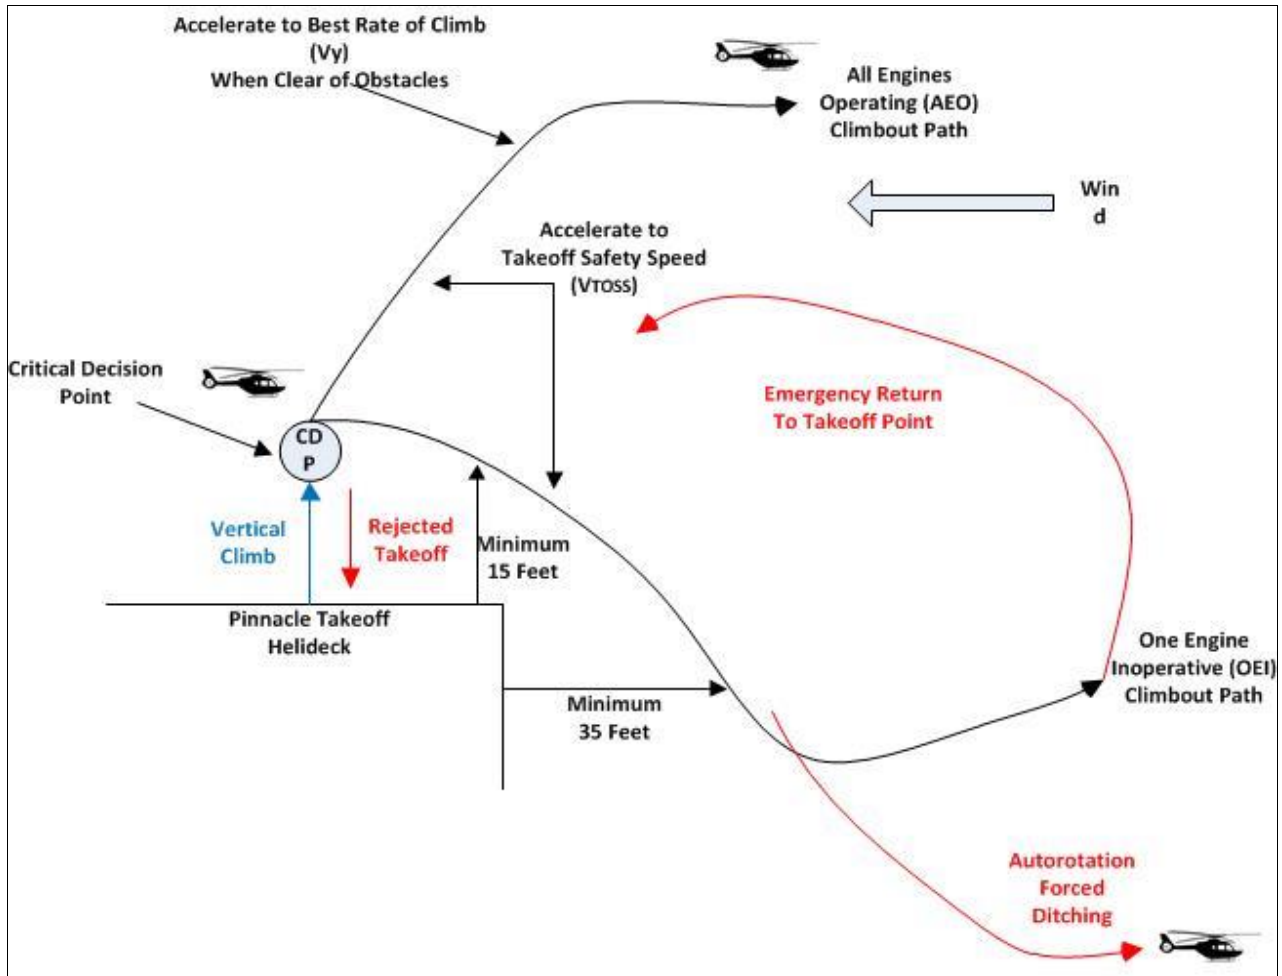 Accelerate to Best Rate of Climb
(Vy)
When Clear of Obstacles
All Engines
Operating (AEO)
Climbout Path
Win
d
Accelerate to
Takeoff Safety Speed
(VTOSS)
Critical Decision
Point
CD
P
Emergency Return
To Takeoff Point
Vertical
Climb
Rejected
Takeoff
Minimum
15 Feet
Pinnacle Takeoff
Helideck
One Engine
Inoperative (OEI)
Climbout Path
Minimum
35 Feet
Autorotation
Forced
Ditching